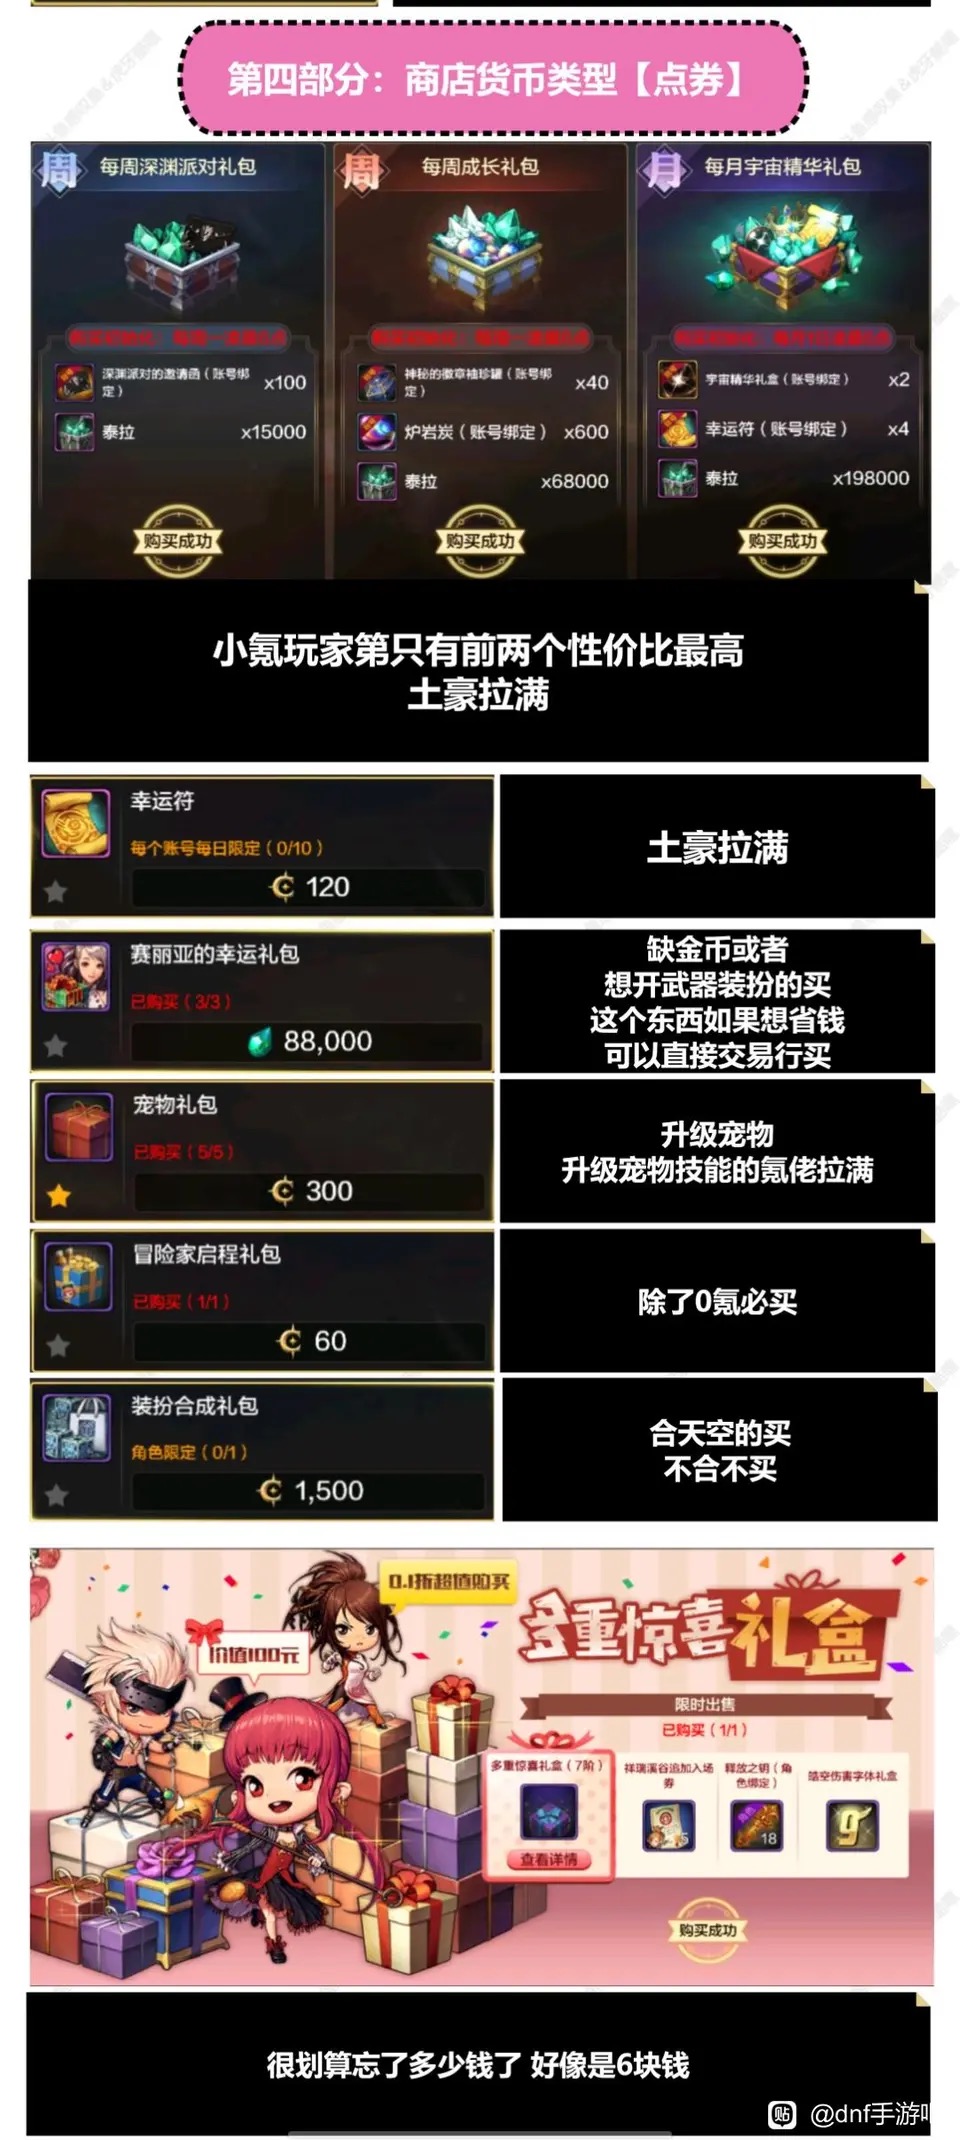 第四部分：商店货币类型【点券】
周
每周深渊派对礼包
周
每周成长礼包
月
每月宇宙精华礼包
深渊派对的邀请函（账号绑
定）
x100
泰拉
x15000
神秘的徽章袖珍罐（账号绑
定）
x40
炉岩炭（账号绑定）
x600
泰拉
x68000
宇宙精华礼盒（账号绑定）
x2
幸运符（账号绑定）
x4
泰拉
x198000
购买成功
购买成功
购买成功
小氪玩家第只有前两个性价比最高
土豪拉满
幸运符
每个账号每日限定（0/10）
120
土豪拉满
赛丽亚的幸运礼包
已购买（3/3）
88,000
缺金币或者
想开武器装扮的买
这个东西如果想省钱
可以直接交易行买
宠物礼包
已购买（5/5）
300
升级宠物
升级宠物技能的氪佬拉满
冒险家启程礼包
已购买（1/1）
60
除了0氪必买
装扮合成礼包
角色限定（0/1）
1,500
合天空的买
不合不买
0.1折超值购买
价值100元
多重惊喜礼盒
限时出售
已购买（1/1）
多重惊喜礼盒（7阶）
查看详情
祥瑞溪谷追加入场
券
5
释放之钥（角
色绑定）
18
皓空伤害字体礼盒
9
购买成功
很划算忘了多少钱了 好像是6块钱
贴 @dnf手游吧